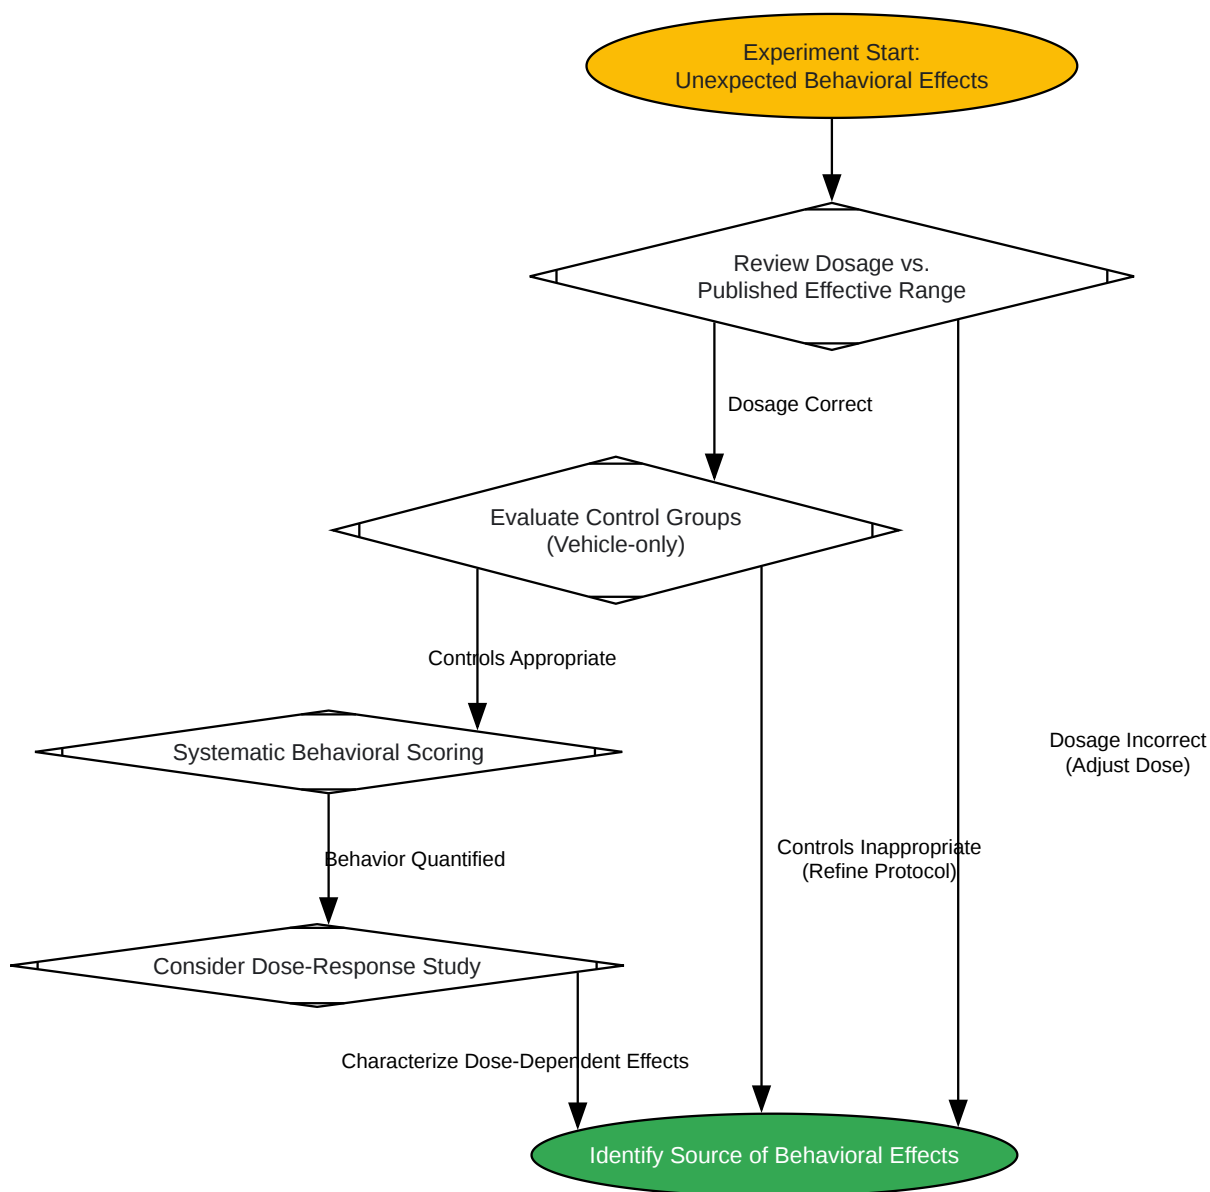 Experiment Start:
Unexpected Behavioral Effects
Review Dosage vs.
Published Effective Range
Dosage Correct
Evaluate Control Groups
(Vehicle-only)
Controls Appropriate
Systematic Behavioral Scoring
Dosage Incorrect
(Adjust Dose)
Behavior Quantified
Controls Inappropriate
(Refine Protocol)
Consider Dose-Response Study
Characterize Dose-Dependent Effects
Identify Source of Behavioral Effects